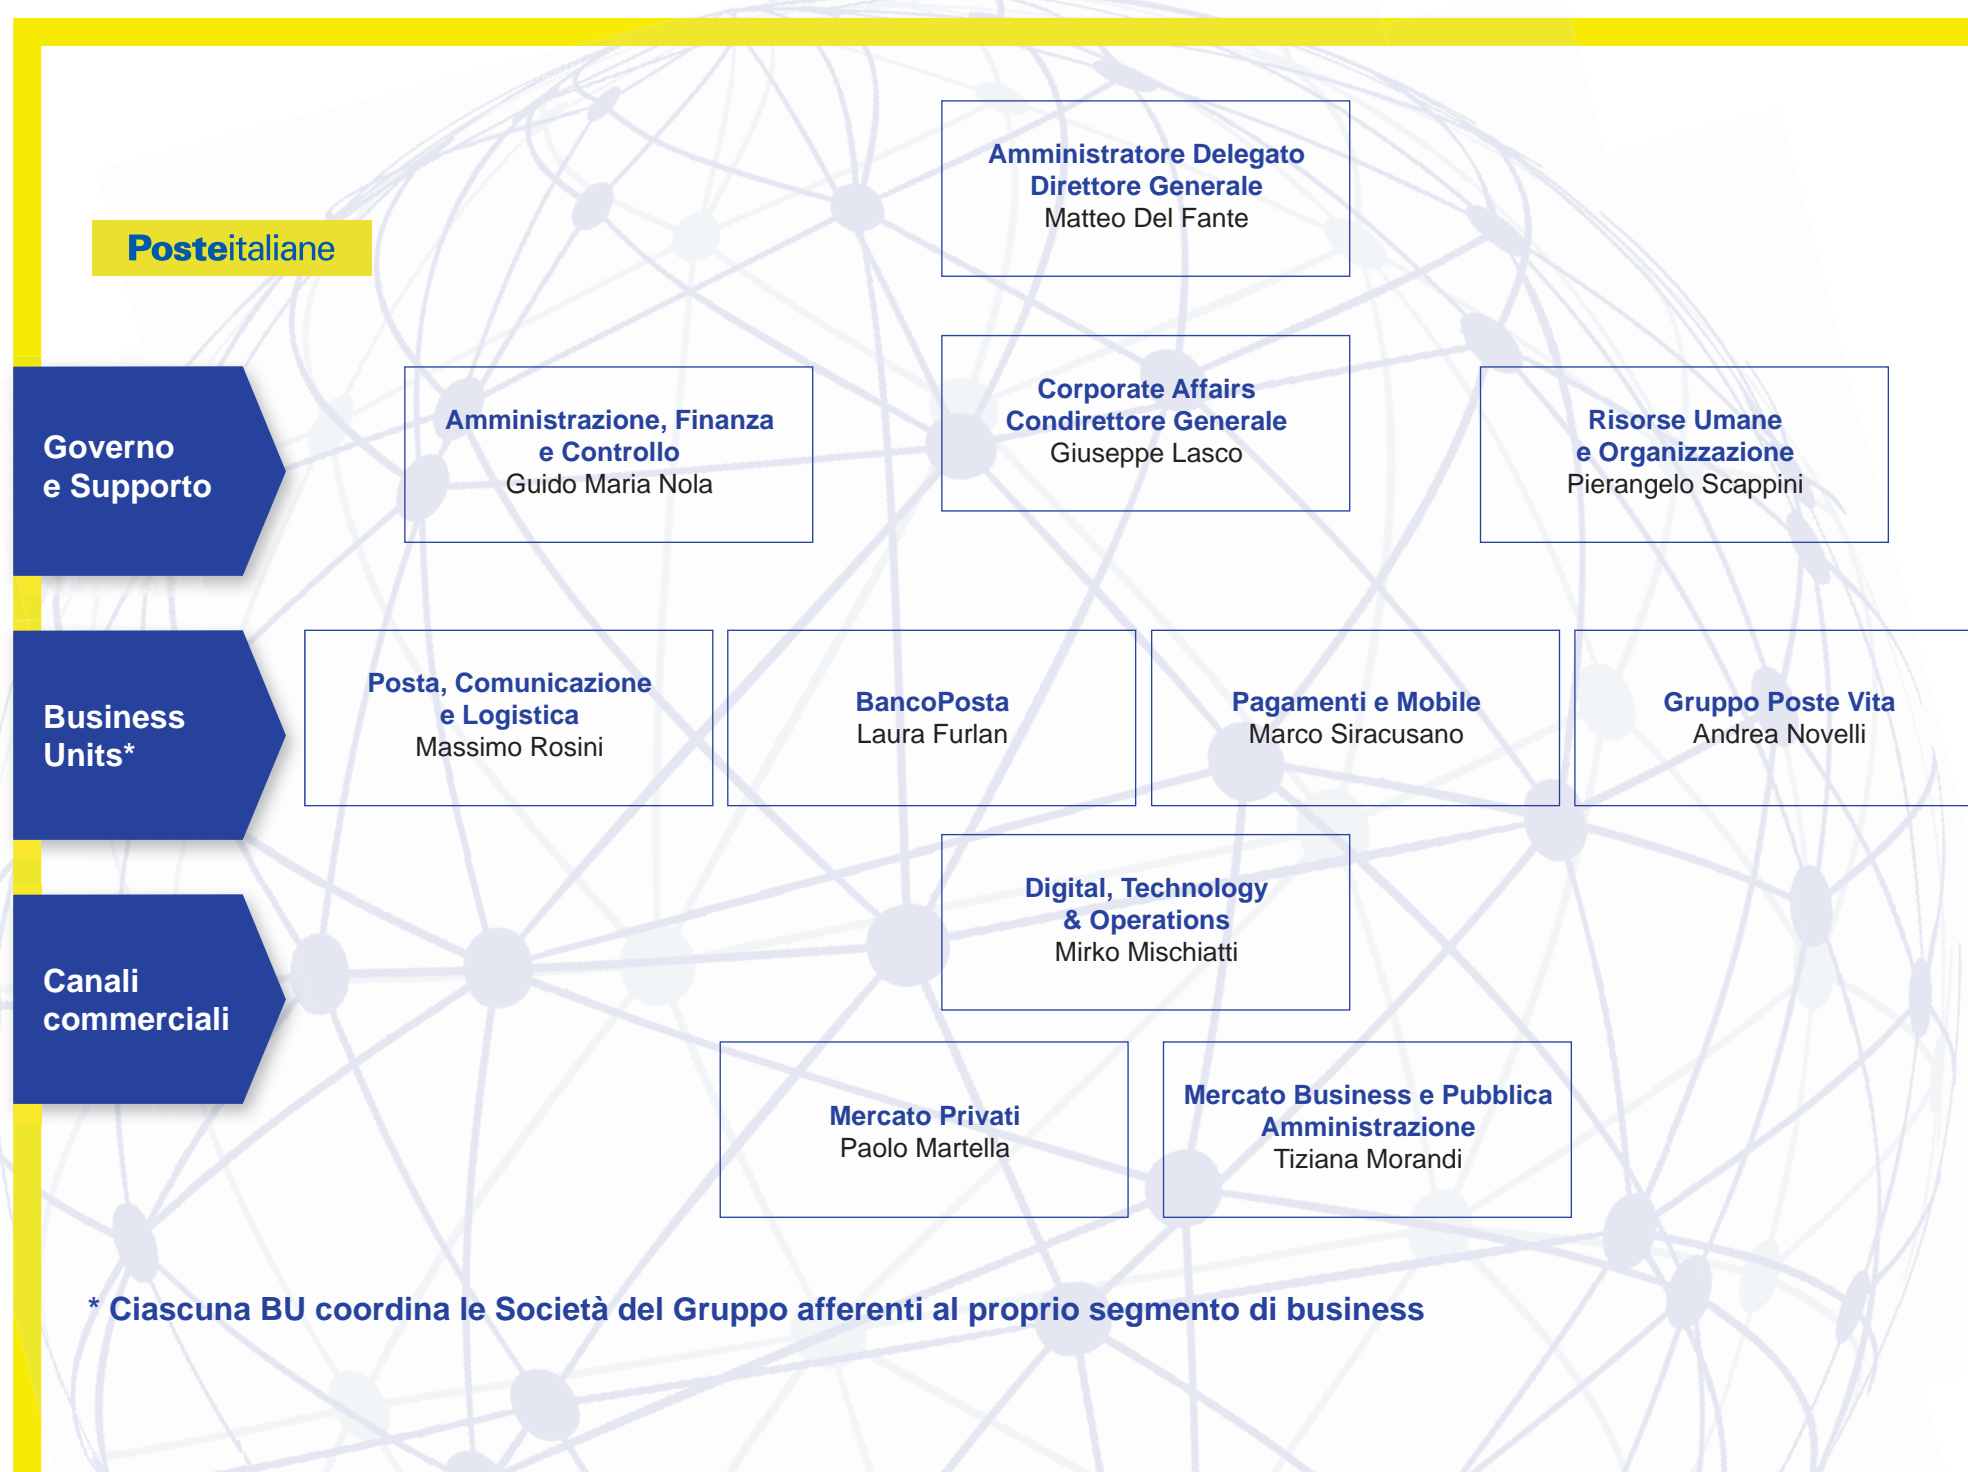 Amministratore Delegato
Direttore Generale
Matteo Del Fante
Posteitaliane
Governo
e Supporto
Amministrazione, Finanza
e Controllo
Guido Maria Nola
Corporate Affairs
Condirettore Generale
Giuseppe Lasco
Risorse Umane
e Organizzazione
Pierangelo Scappini
Business
Units*
Posta, Comunicazione
e Logistica
Massimo Rosini
BancoPosta
Laura Furlan
Pagamenti e Mobile
Marco Siracusano
Gruppo Poste Vita
Andrea Novelli
Digital, Technology
& Operations
Mirko Mischiatti
Canali
commerciali
Mercato Privati
Paolo Martella
Mercato Business e Pubblica
Amministrazione
Tiziana Morandi
* Ciascuna BU coordina le Società del Gruppo afferenti al proprio segmento di business